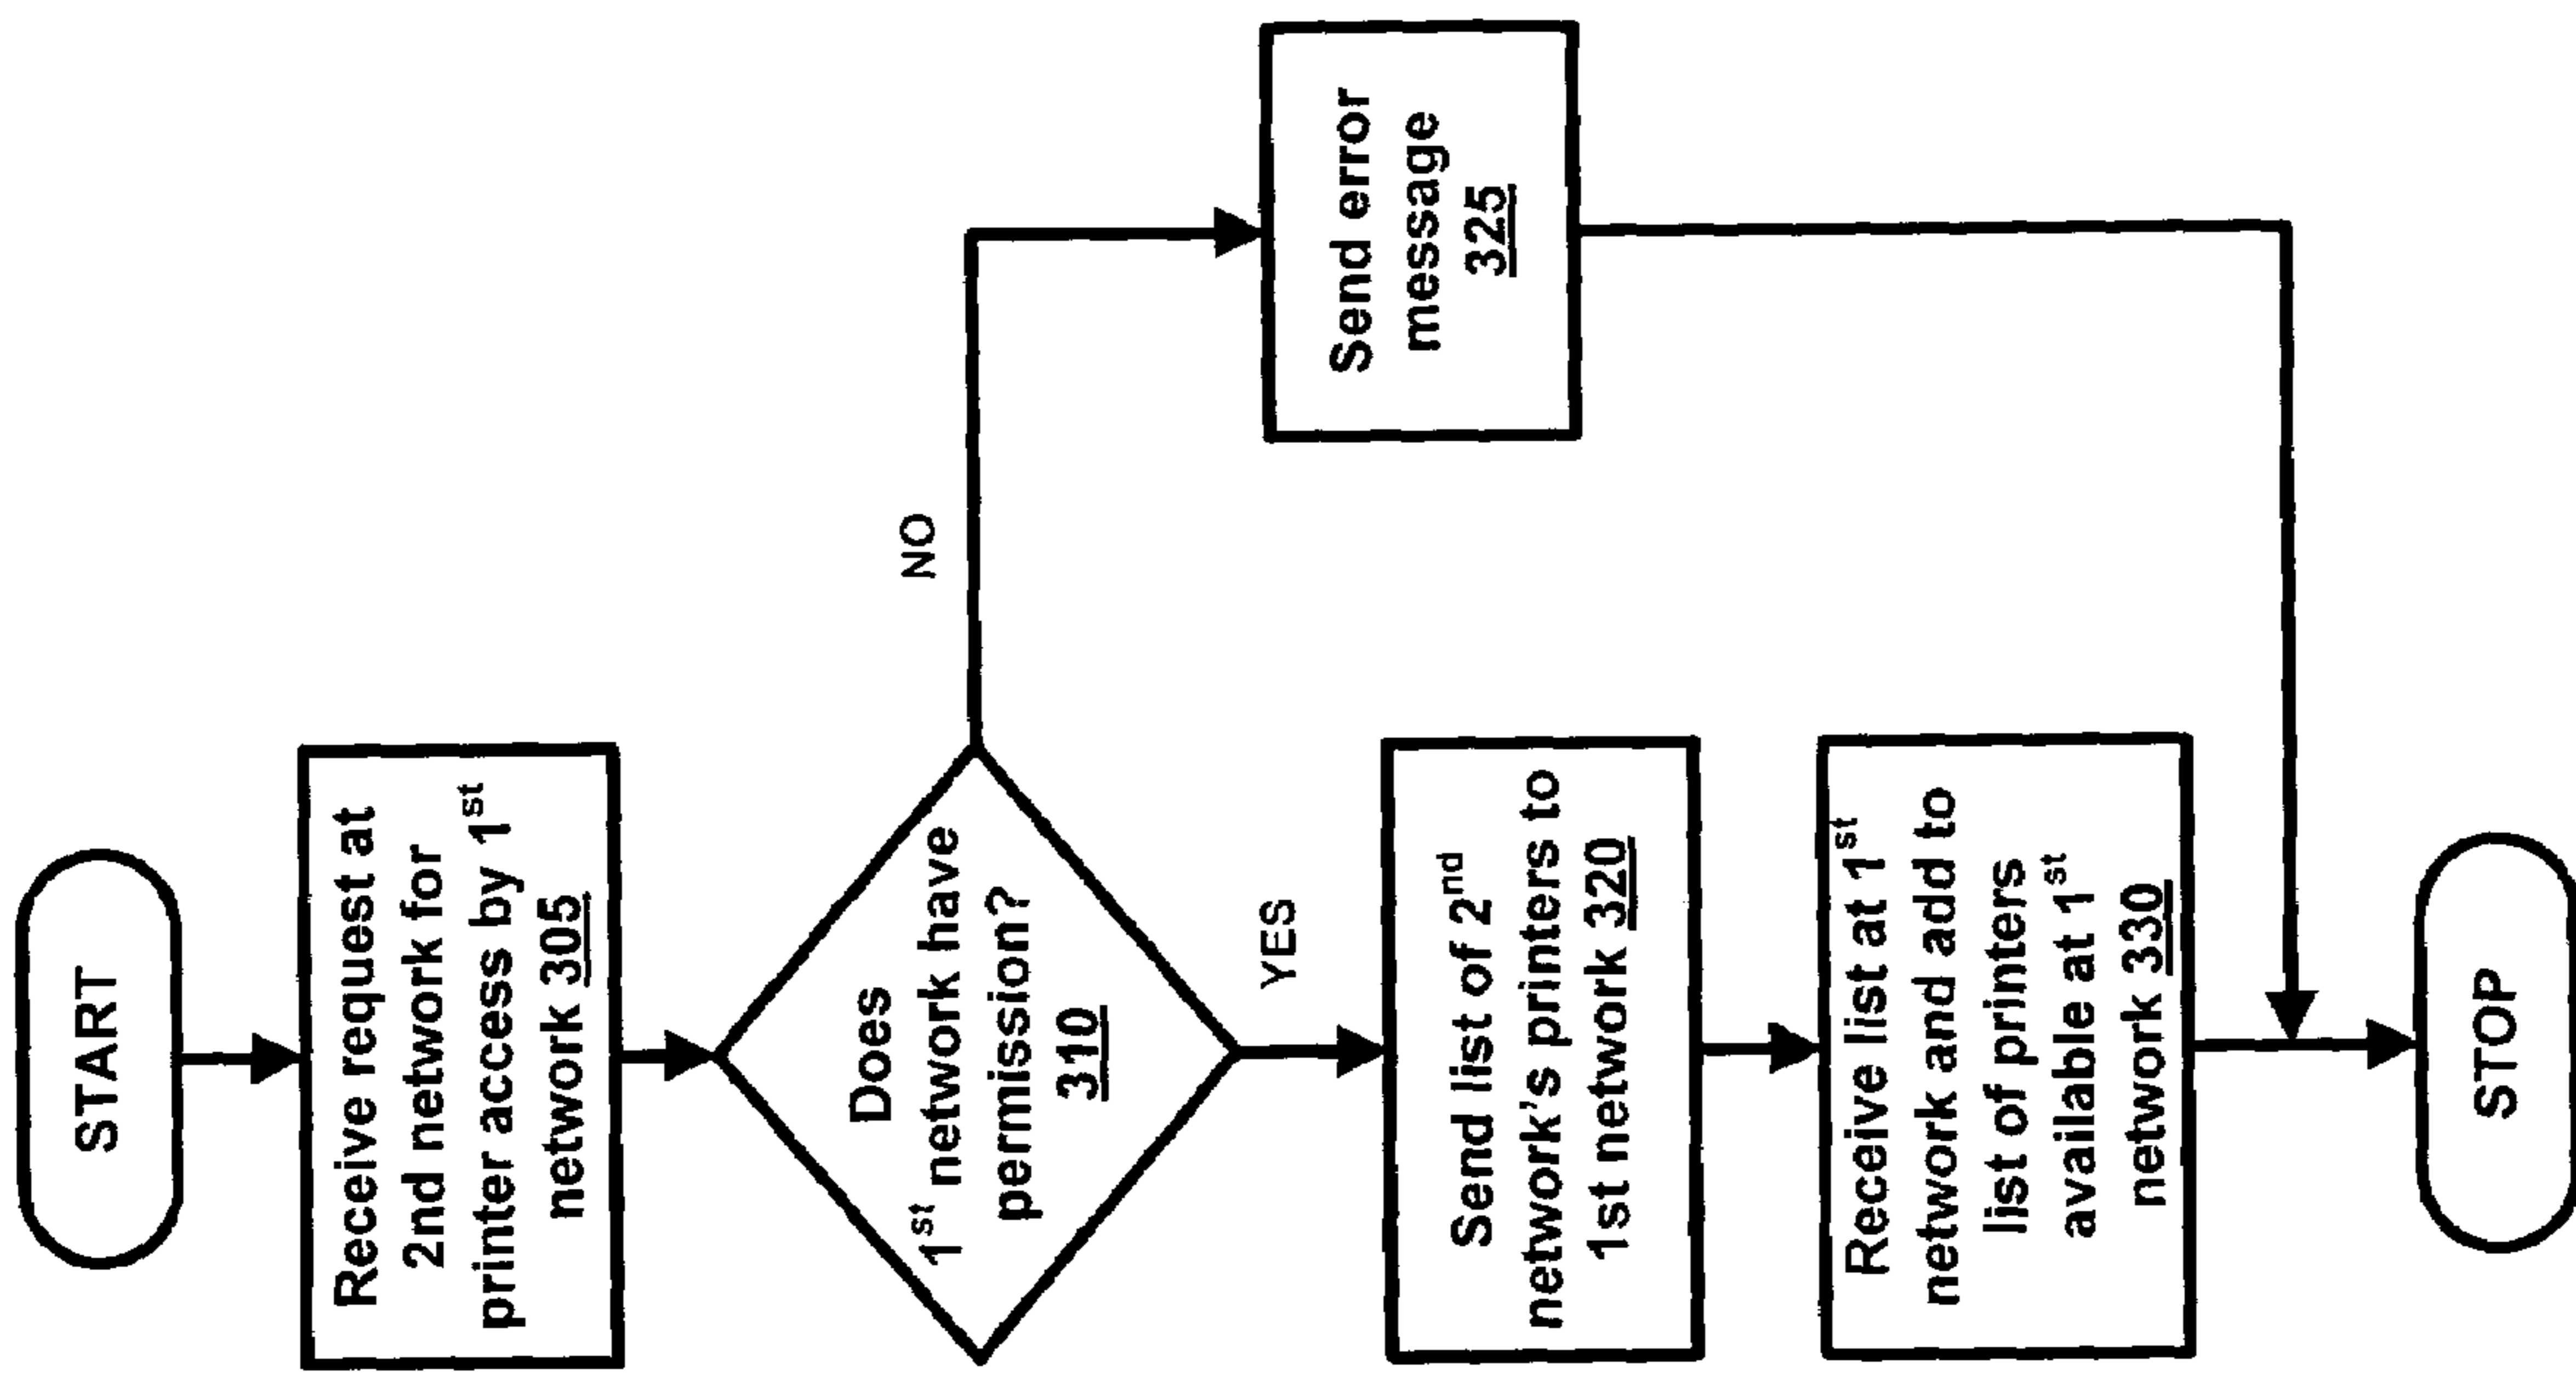 START
Receive request at
2nd network for
printer access by 1st
network 305
Does
1st network have
permission?
310
NO
YES
Send error
message
325
Send list of 2nd
network's printers to
1st network 320
Receive list at 1st
network and add to
list of printers
available at 1st
network 330
STOP